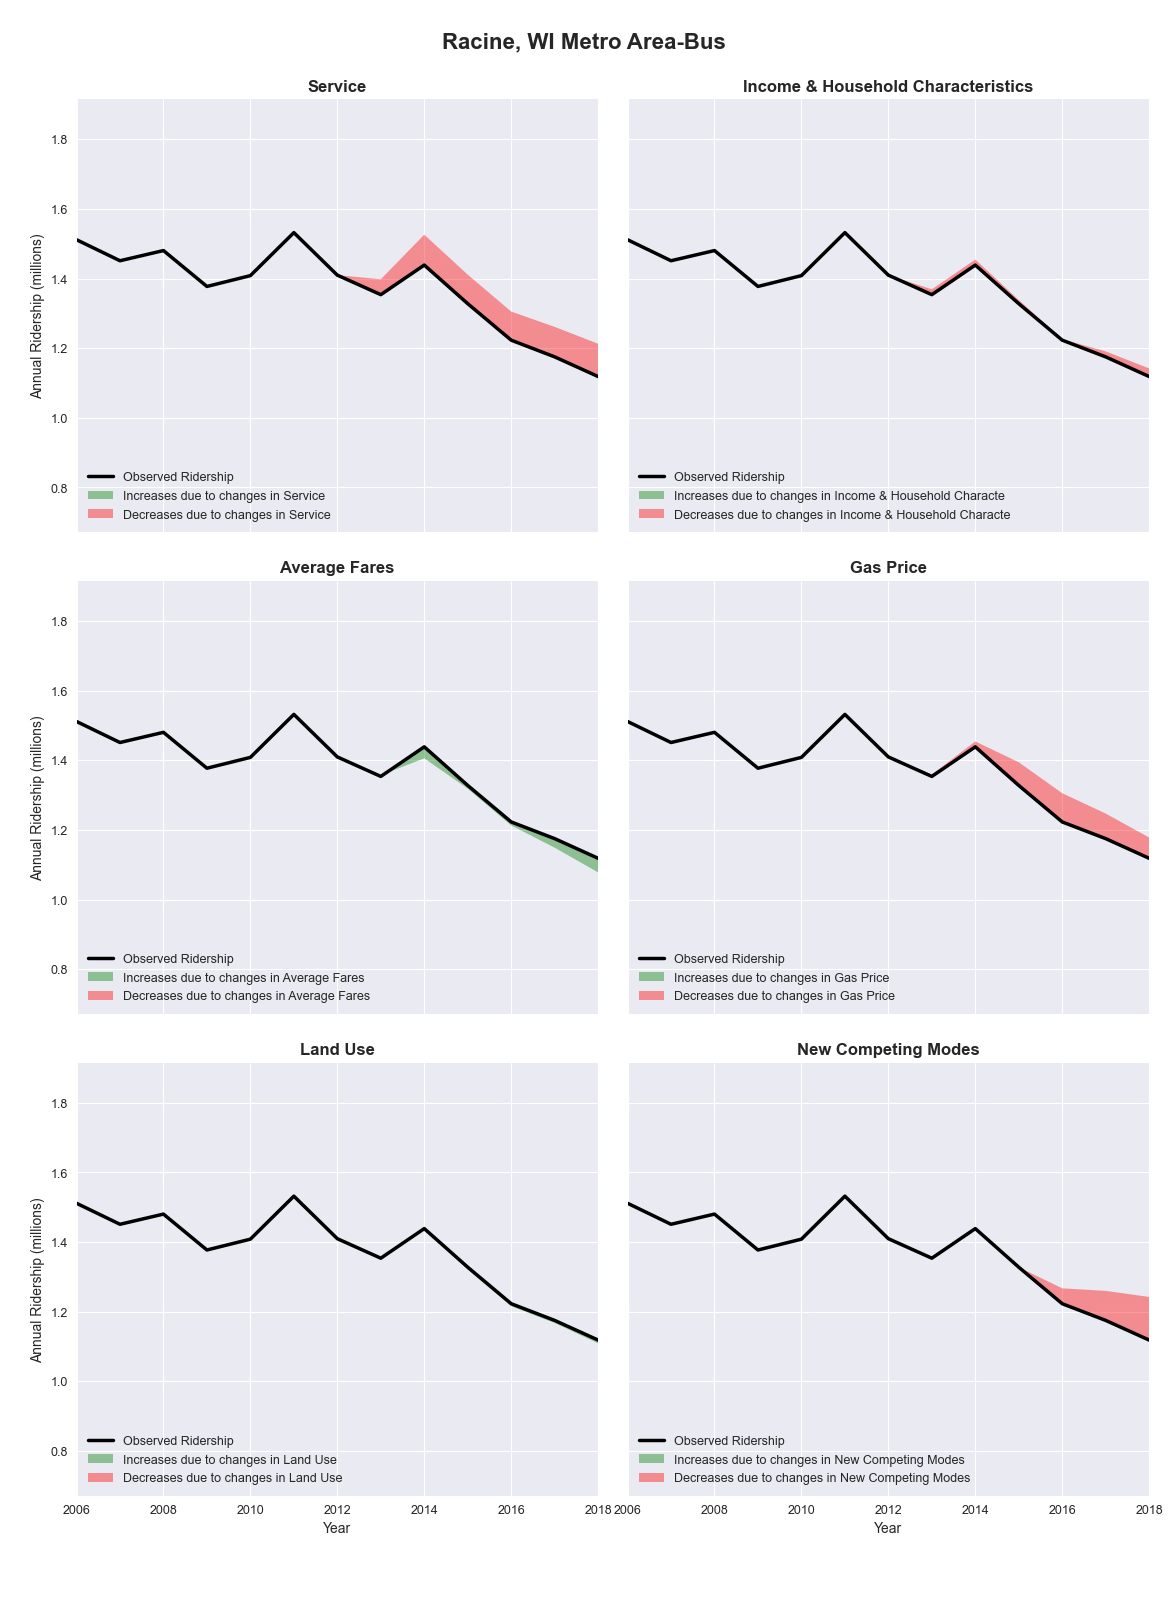 Racine, WI Metro Area-Bus
Service
Annual Ridership (millions)
1.8
1.6
1.4
1.2
1.0
0.8
Observed Ridership
Increases due to changes in Service
Decreases due to changes in Service
Income & Household Characteristics
Observed Ridership
Increases due to changes in Income & Household Characte
Decreases due to changes in Income & Household Characte
Average Fares
Annual Ridership (millions)
1.8
1.6
1.4
1.2
1.0
0.8
Observed Ridership
Increases due to changes in Average Fares
Decreases due to changes in Average Fares
Gas Price
Observed Ridership
Increases due to changes in Gas Price
Decreases due to changes in Gas Price
Land Use
Annual Ridership (millions)
1.8
1.6
1.4
1.2
1.0
0.8
Observed Ridership
Increases due to changes in Land Use
Decreases due to changes in Land Use
2006 2008 2010 2012 2014 2016 2018
Year
New Competing Modes
Observed Ridership
Increases due to changes in New Competing Modes
Decreases due to changes in New Competing Modes
2006 2008 2010 2012 2014 2016 2018
Year